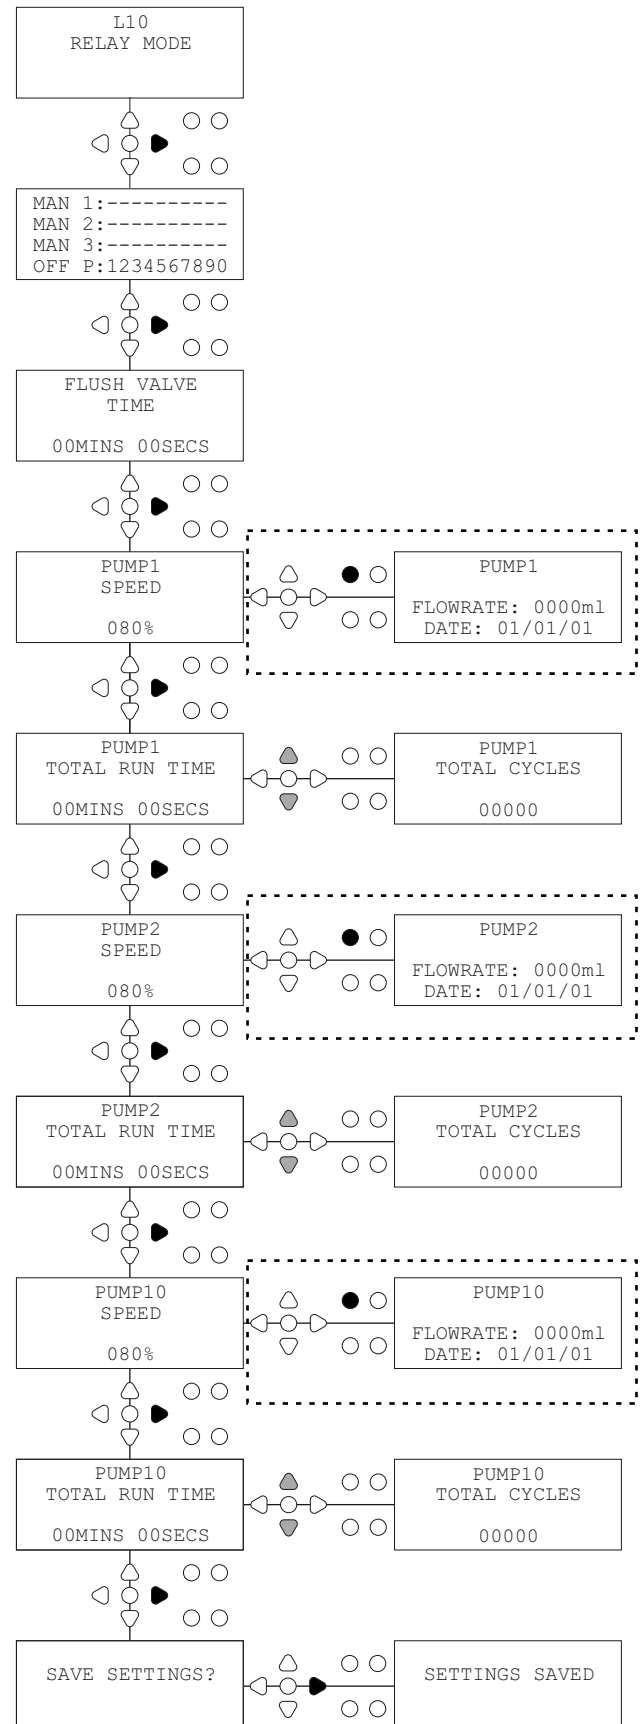 L10
RELAY MODE
MAN 1:----------
MAN 2:----------
MAN 3:----------
OFF P:1234567890
FLUSH VALVE
TIME
00MINS 00SECS
PUMP1
SPEED
080%
PUMP1
FLOWRATE: 0000ml
DATE: 01/01/01
PUMP1
TOTAL RUN TIME
00MINS 00SECS
PUMP1
TOTAL CYCLES
00000
PUMP2
SPEED
080%
PUMP2
FLOWRATE: 0000ml
DATE: 01/01/01
PUMP2
TOTAL RUN TIME
00MINS 00SECS
PUMP2
TOTAL CYCLES
00000
PUMP10
SPEED
080%
PUMP10
FLOWRATE: 0000ml
DATE: 01/01/01
PUMP10
TOTAL RUN TIME
00MINS 00SECS
PUMP10
TOTAL CYCLES
00000
SAVE SETTINGS?
SETTINGS SAVED